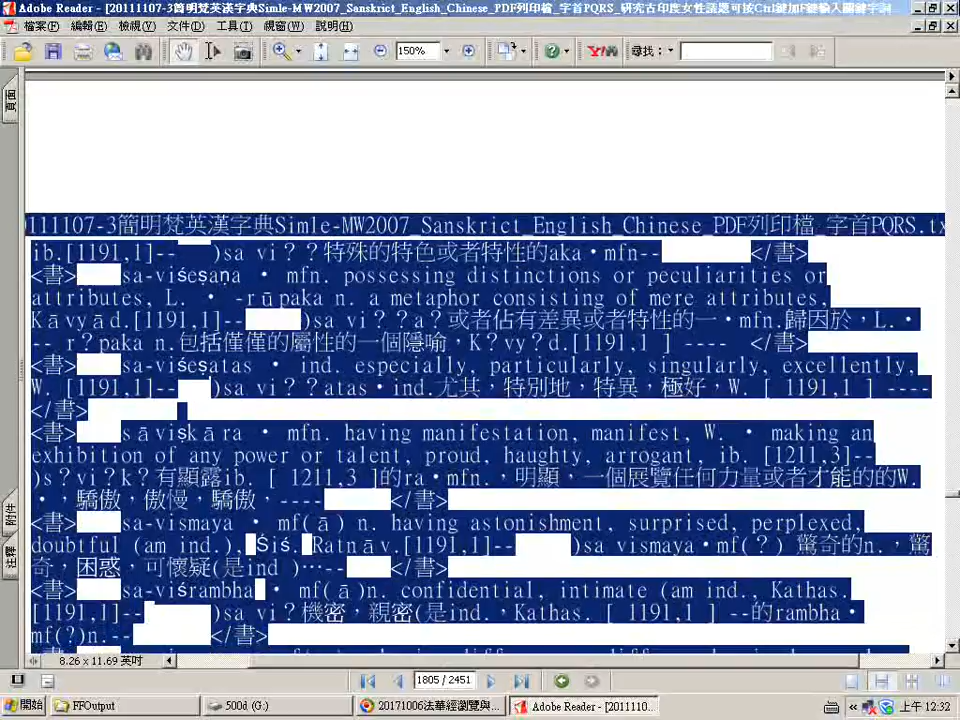 Adobe Reader - [20111107-3簡明梵英漢字典Simle-MW2007_Sanskrict_English_Chinese_PDF列印檔_字首PQRS_研究古印度女性議題可按Ctrl鍵加F鍵輸入關鍵字詞
檔案(F) 編輯(E) 檢視(V) 文件(D) 工具(T) 視窗(W) 說明(H)
150% 尋找:
頁面
111107-3簡明梵英漢字典Simle-MW2007_Sanskrict_English_Chinese_PDF列印檔_字首PQRS.tx
ib.[1191,1]-- )sa vi？？特殊的特色或者特性的aka‧mfn-- </書>
<書> sa-viśeṣaṇa ‧ mfn. possessing distinctions or peculiarities or
attributes, L. ‧ -rūpaka n. a metaphor consisting of mere attributes,
Kāvyād.[1191,1]-- )sa vi？？a？或者佔有差異或者特性的一‧mfn.歸因於，L.‧
-- r？paka n.包括僅僅的屬性的一個隱喻，K？vy？d.[1191,1 ] ---- </書>
<書> sa-viśeṣatas ‧ ind. especially, particularly, singularly, excellently,
W. [1191,1]-- )sa vi？？atas‧ind.尤其，特別地，特異，極好，W. [ 1191,1 ] ----
</書>
<書> sāviṣkāra ‧ mfn. having manifestation, manifest, W. ‧ making an
exhibition of any power or talent, proud, haughty, arrogant, ib. [1211,3]--
)s？vi？k？有顯露ib. [ 1211,3 ]的ra‧mfn.，明顯，一個展覽任何力量或者才能的的W.
‧，驕傲，傲慢，驕傲，---- </書>
<書> sa-vismaya ‧ mf(ā) n. having astonishment, surprised, perplexed,
doubtful (am ind.), Śiś. Ratnāv.[1191,1]-- )sa vismaya‧mf(？) 驚奇的n.，驚
奇，困惑，可懷疑(是ind )…-- </書>
<書> sa-viśrambha ‧ mf(ā)n. confidential, intimate (am ind., Kathas.
[1191,1]-- )sa vi？機密，親密(是ind.，Kathas. [ 1191,1 ] --的rambha‧
mf(?)n.-- </書>
附件
注釋
8.26 x 11.69 英吋
1805 / 2451
開始 FFOutput 500d (G:) 20171006法華經瀏覽與... Adobe Reader - [2011110... 上午 12:32